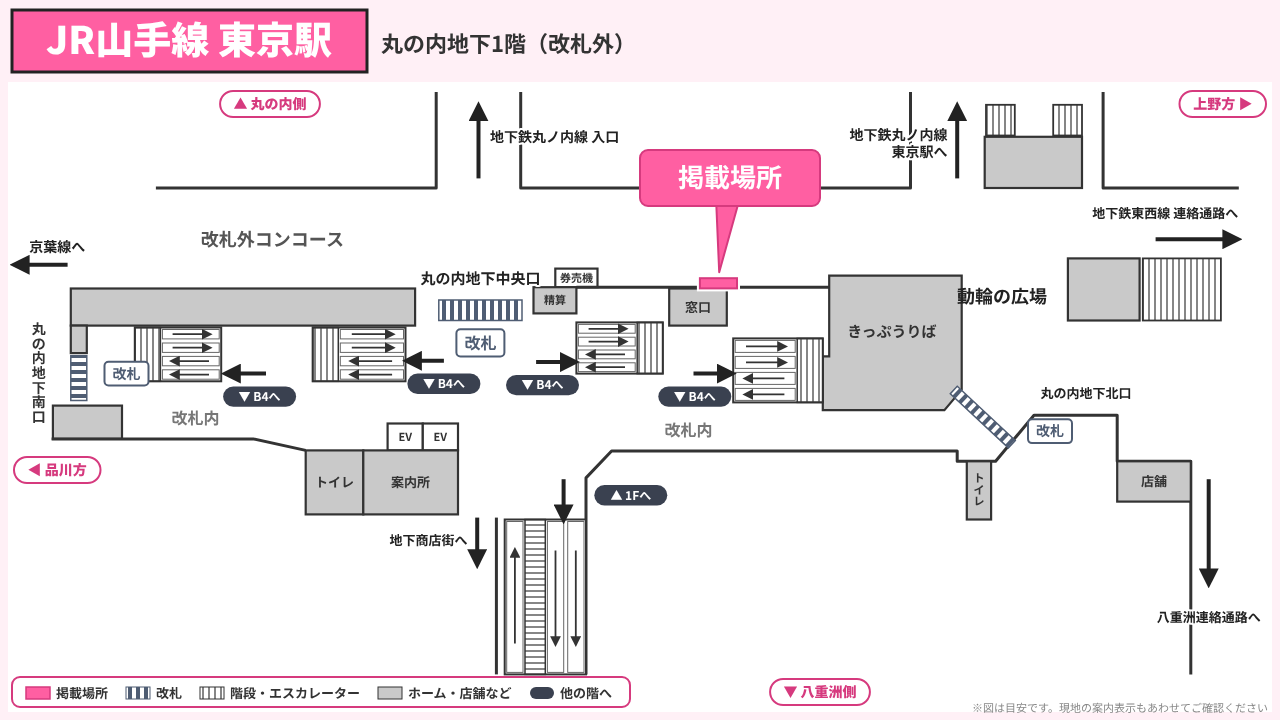 JR山手線 東京駅
丸の内地下1階（改札外）
▲ 丸の内側
上野方 ▶
地下鉄丸ノ内線 入口
地下鉄丸ノ内線
東京駅へ
掲載場所
地下鉄東西線 連絡通路へ
京葉線へ
改札外コンコース
丸の内地下中央口
券売機
精算
窓口
動輪の広場
きっぷうりば
丸の内地下南口
改札
改札
▼ B4へ
▼ B4へ
▼ B4へ
▼ B4へ
丸の内地下北口
改札内
改札内
改札
EV
EV
◀ 品川方
トイレ
案内所
トイレ
店舗
▲ 1Fへ
地下商店街へ
八重洲連絡通路へ
掲載場所
改札
階段・エスカレーター
ホーム・店舗など
他の階へ
▼ 八重洲側
※図は目安です。現地の案内表示もあわせてご確認ください